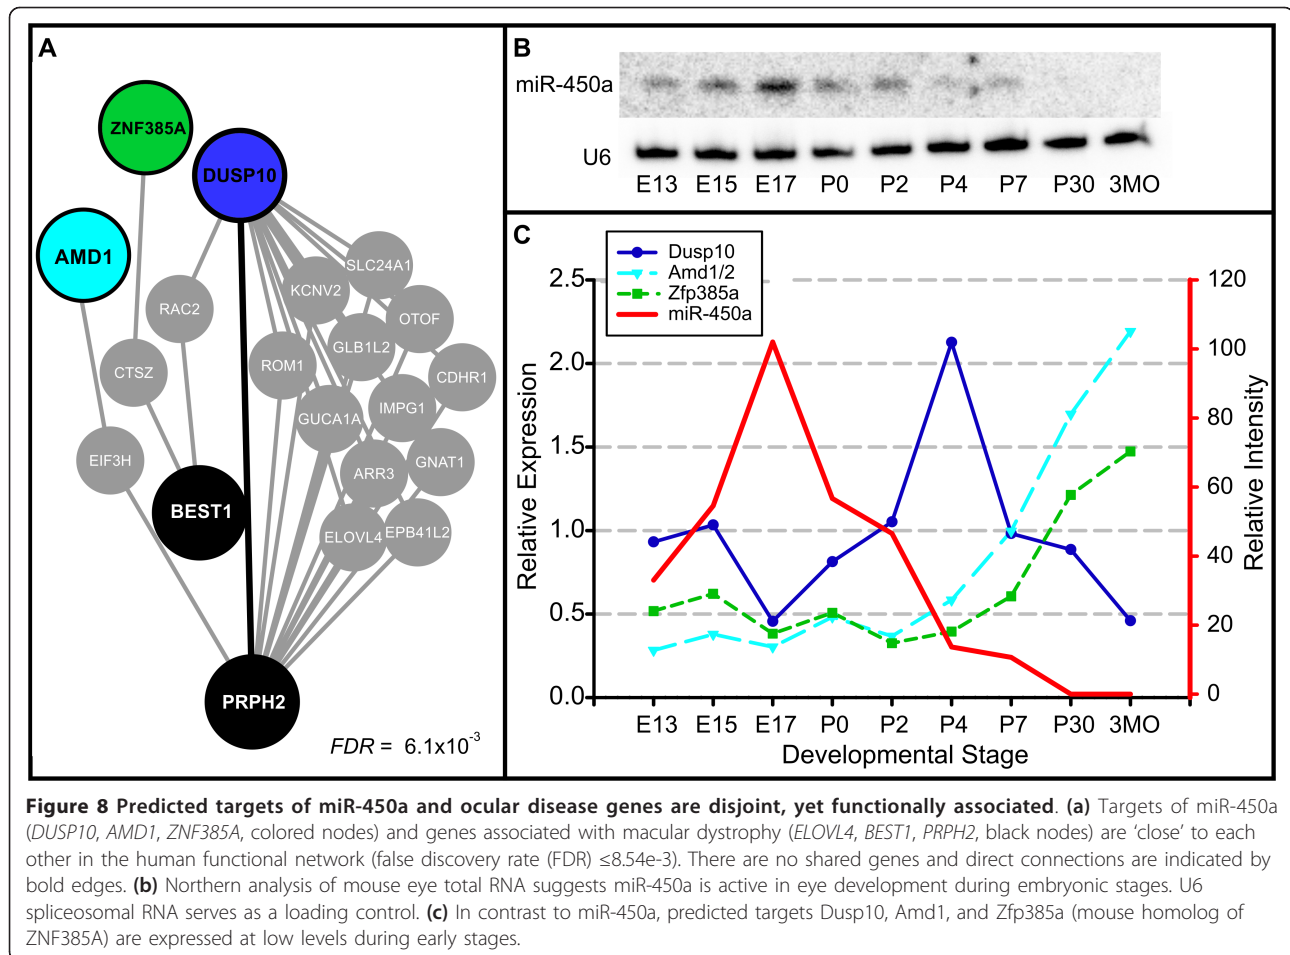 A
ZNF385A
DUSP10
AMD1
SLC24A1
KCNV2
RAC2
OTOF
GLB1L2
ROM1
CTSZ
CDHR1
IMPG1
GUCA1A
EIF3H
GNAT1
ARR3
BEST1
ELOVL4
EPB41L2
PRPH2
FDR = 6.1x10-3
B
miR-450a
U6
E13 E15 E17 P0 P2 P4 P7 P30 3MO
C
Dusp10
Amd1/2
Zfp385a
miR-450a
2.5
2.0
1.5
1.0
0.5
0.0
Relative Expression
120
100
80
60
40
20
0
Relative Intensity
E13 E15 E17 P0 P2 P4 P7 P30 3MO
Developmental Stage
Figure 8 Predicted targets of miR-450a and ocular disease genes are disjoint, yet functionally associated. (a) Targets of miR-450a
(DUSP10, AMD1, ZNF385A, colored nodes) and genes associated with macular dystrophy (ELOVL4, BEST1, PRPH2, black nodes) are ‘close’ to each
other in the human functional network (false discovery rate (FDR) ≤8.54e-3). There are no shared genes and direct connections are indicated by
bold edges. (b) Northern analysis of mouse eye total RNA suggests miR-450a is active in eye development during embryonic stages. U6
spliceosomal RNA serves as a loading control. (c) In contrast to miR-450a, predicted targets Dusp10, Amd1, and Zfp385a (mouse homolog of
ZNF385A) are expressed at low levels during early stages.